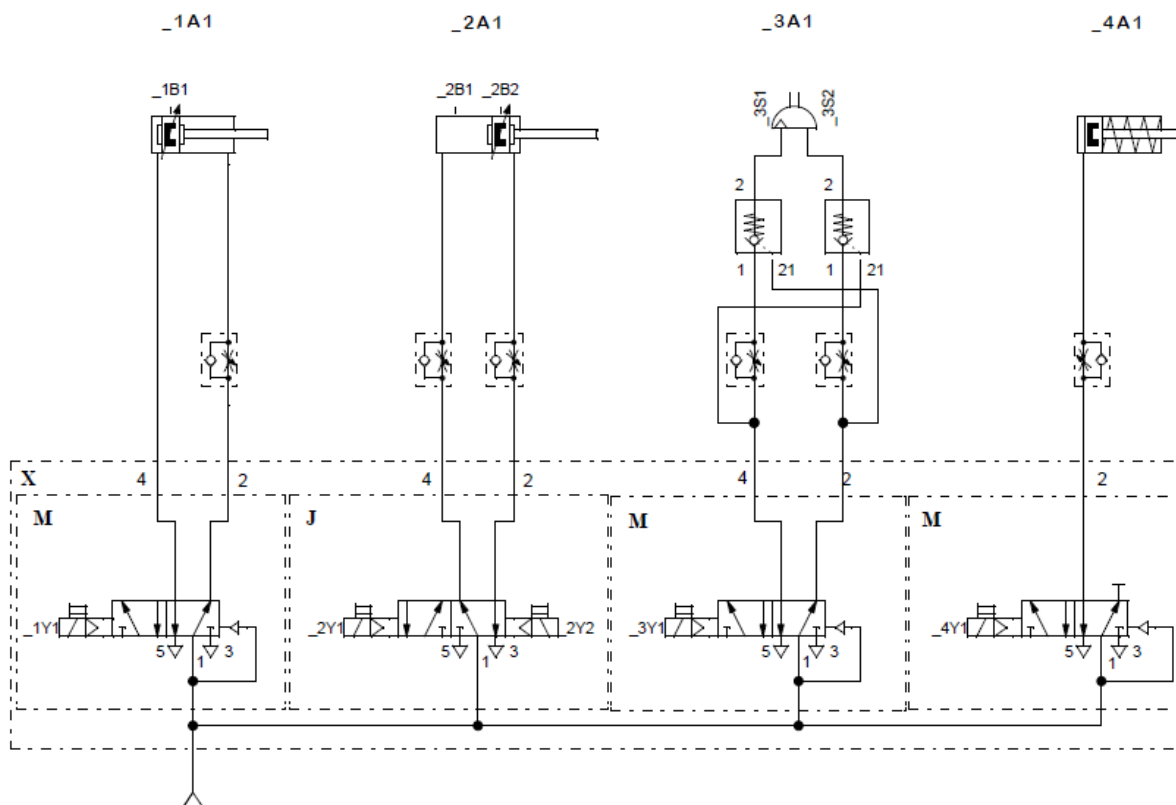 _1A1 _2A1 _3A1 _4A1
_1B1 _2B1 _2B2 _3S1 _3S2
2 2
1 21 1 21
X 4 2 4 2 4 2 2
M J M M
_1Y1 _2Y1 _2Y2 _3Y1 _4Y1
5 1 3 5 1 3 5 1 3 5 1 3